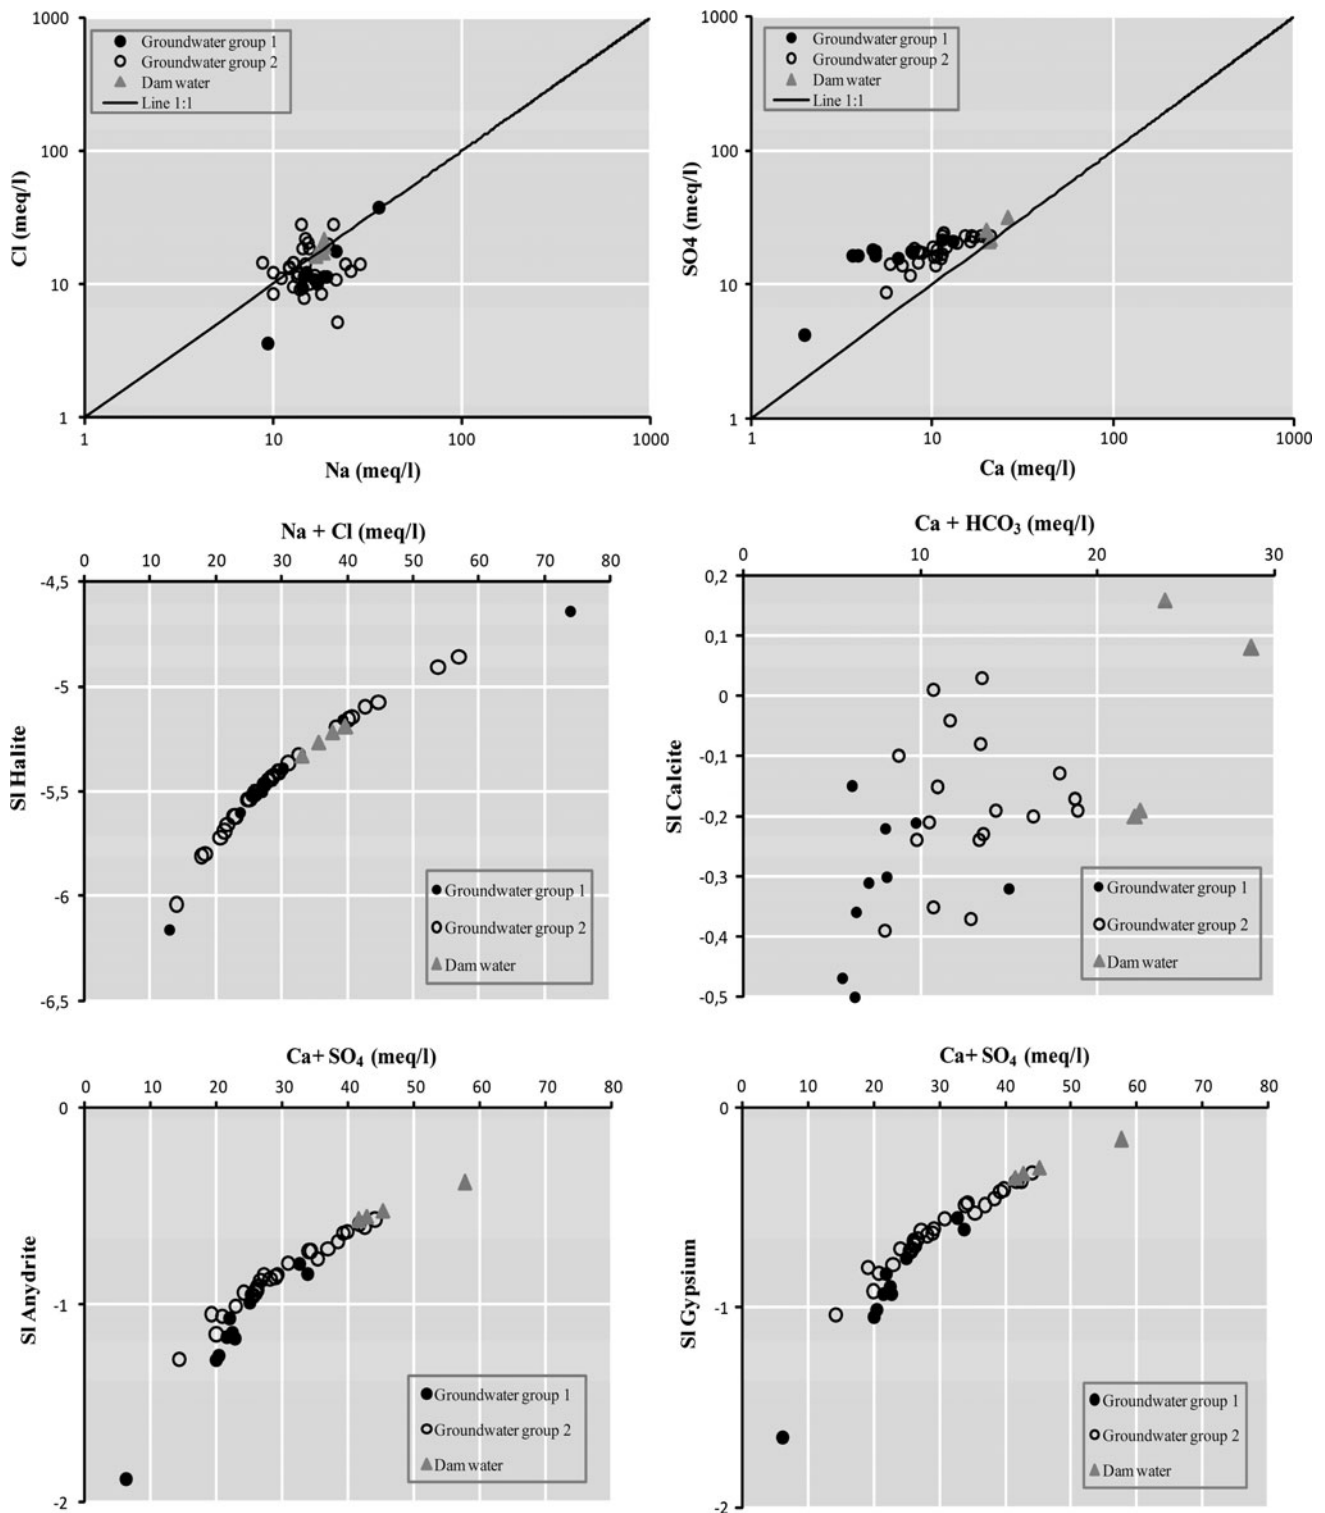 1000
Groundwater group 1
Groundwater group 2
Dam water
Line 1:1
100
10
1
1 10 100 1000
Cl (meq/l)
Na (meq/l)
1000
Groundwater group 1
Groundwater group 2
Dam water
Line 1:1
100
10
1
1 10 100 1000
SO4 (meq/l)
Ca (meq/l)
Na + Cl (meq/l)
0 10 20 30 40 50 60 70 80
-4,5
-5
-5,5
-6
-6,5
SI Halite
Groundwater group 1
Groundwater group 2
Dam water
Ca + HCO₃ (meq/l)
0 10 20 30
0,2
0,1
0
-0,1
-0,2
-0,3
-0,4
-0,5
SI Calcite
Groundwater group 1
Groundwater group 2
Dam water
Ca+ SO₄ (meq/l)
0 10 20 30 40 50 60 70 80
0
-1
-2
SI Anydrite
Groundwater group 1
Groundwater group 2
Dam water
Ca+ SO₄ (meq/l)
0 10 20 30 40 50 60 70 80
0
-1
-2
SI Gypsium
Groundwater group 1
Groundwater group 2
Dam water